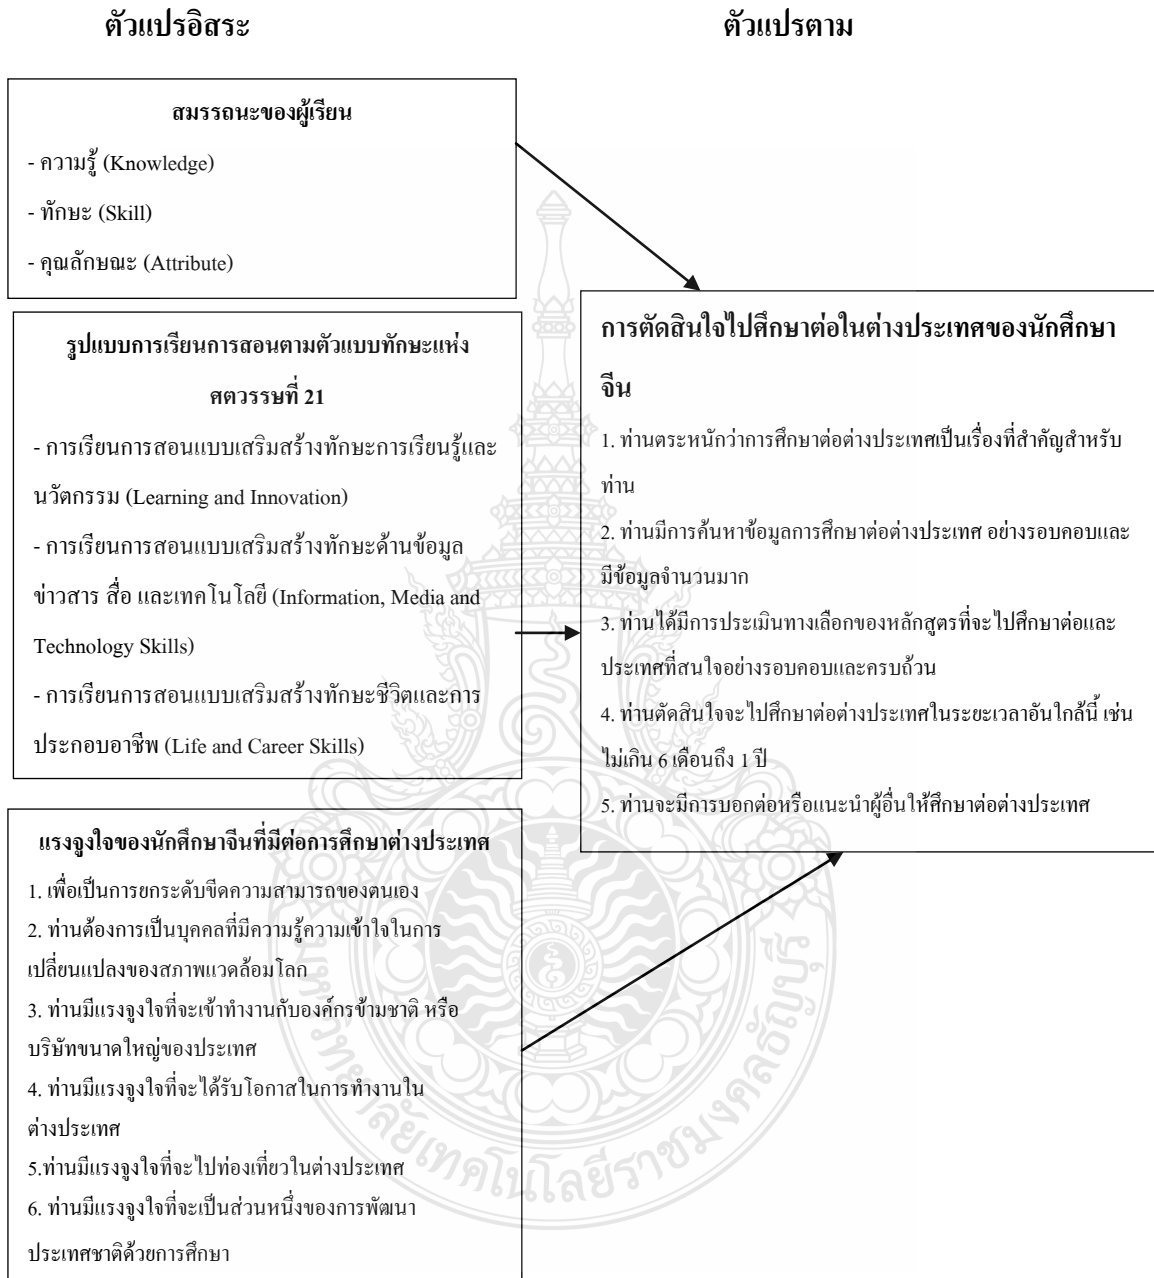 ตัวแปรอิสระ
ตัวแปรตาม
สมรรถนะของผู้เรียน
- ความรู้ (Knowledge)
- ทักษะ (Skill)
- คุณลักษณะ (Attribute)
รูปแบบการเรียนการสอนตามตัวแบบทักษะแห่ง
ศตวรรษที่ 21
- การเรียนการสอนแบบเสริมสร้างทักษะการเรียนรู้และ
นวัตกรรม (Learning and Innovation)
- การเรียนการสอนแบบเสริมสร้างทักษะด้านข้อมูล
ข่าวสาร สื่อ และเทคโนโลยี (Information, Media and
Technology Skills)
- การเรียนการสอนแบบเสริมสร้างทักษะชีวิตและการ
ประกอบอาชีพ (Life and Career Skills)
แรงจูงใจของนักศึกษาจีนที่มีต่อการศึกษาต่างประเทศ
1. เพื่อเป็นการยกระดับขีดความสามารถของตนเอง
2. ท่านต้องการเป็นบุคคลที่มีความรู้ความเข้าใจในการ
เปลี่ยนแปลงของสภาพแวดล้อมโลก
3. ท่านมีแรงจูงใจที่จะเข้าทำงานกับองค์กรข้ามชาติ หรือ
บริษัทขนาดใหญ่ของประเทศ
4. ท่านมีแรงจูงใจที่จะได้รับโอกาสในการทำงานใน
ต่างประเทศ
5.ท่านมีแรงจูงใจที่จะไปท่องเที่ยวในต่างประเทศ
6. ท่านมีแรงจูงใจที่จะเป็นส่วนหนึ่งของการพัฒนา
ประเทศชาติด้วยการศึกษา
การตัดสินใจไปศึกษาต่อในต่างประเทศของนักศึกษา
จีน
1. ท่านตระหนักว่าการศึกษาต่อต่างประเทศเป็นเรื่องที่สำคัญสำหรับ
ท่าน
2. ท่านมีการค้นหาข้อมูลการศึกษาต่อต่างประเทศ อย่างรอบคอบและ
มีข้อมูลจำนวนมาก
3. ท่านได้มีการประเมินทางเลือกของหลักสูตรที่จะไปศึกษาต่อและ
ประเทศที่สนใจอย่างรอบคอบและครบถ้วน
4. ท่านตัดสินใจจะไปศึกษาต่อต่างประเทศในระยะเวลาอันใกล้นี้ เช่น
ไม่เกิน 6 เดือนถึง 1 ปี
5. ท่านจะมีการบอกต่อหรือแนะนำผู้อื่นให้ศึกษาต่อต่างประเทศ
มหาวิทยาลัยเทคโนโลยีราชมงคลธัญบุรี